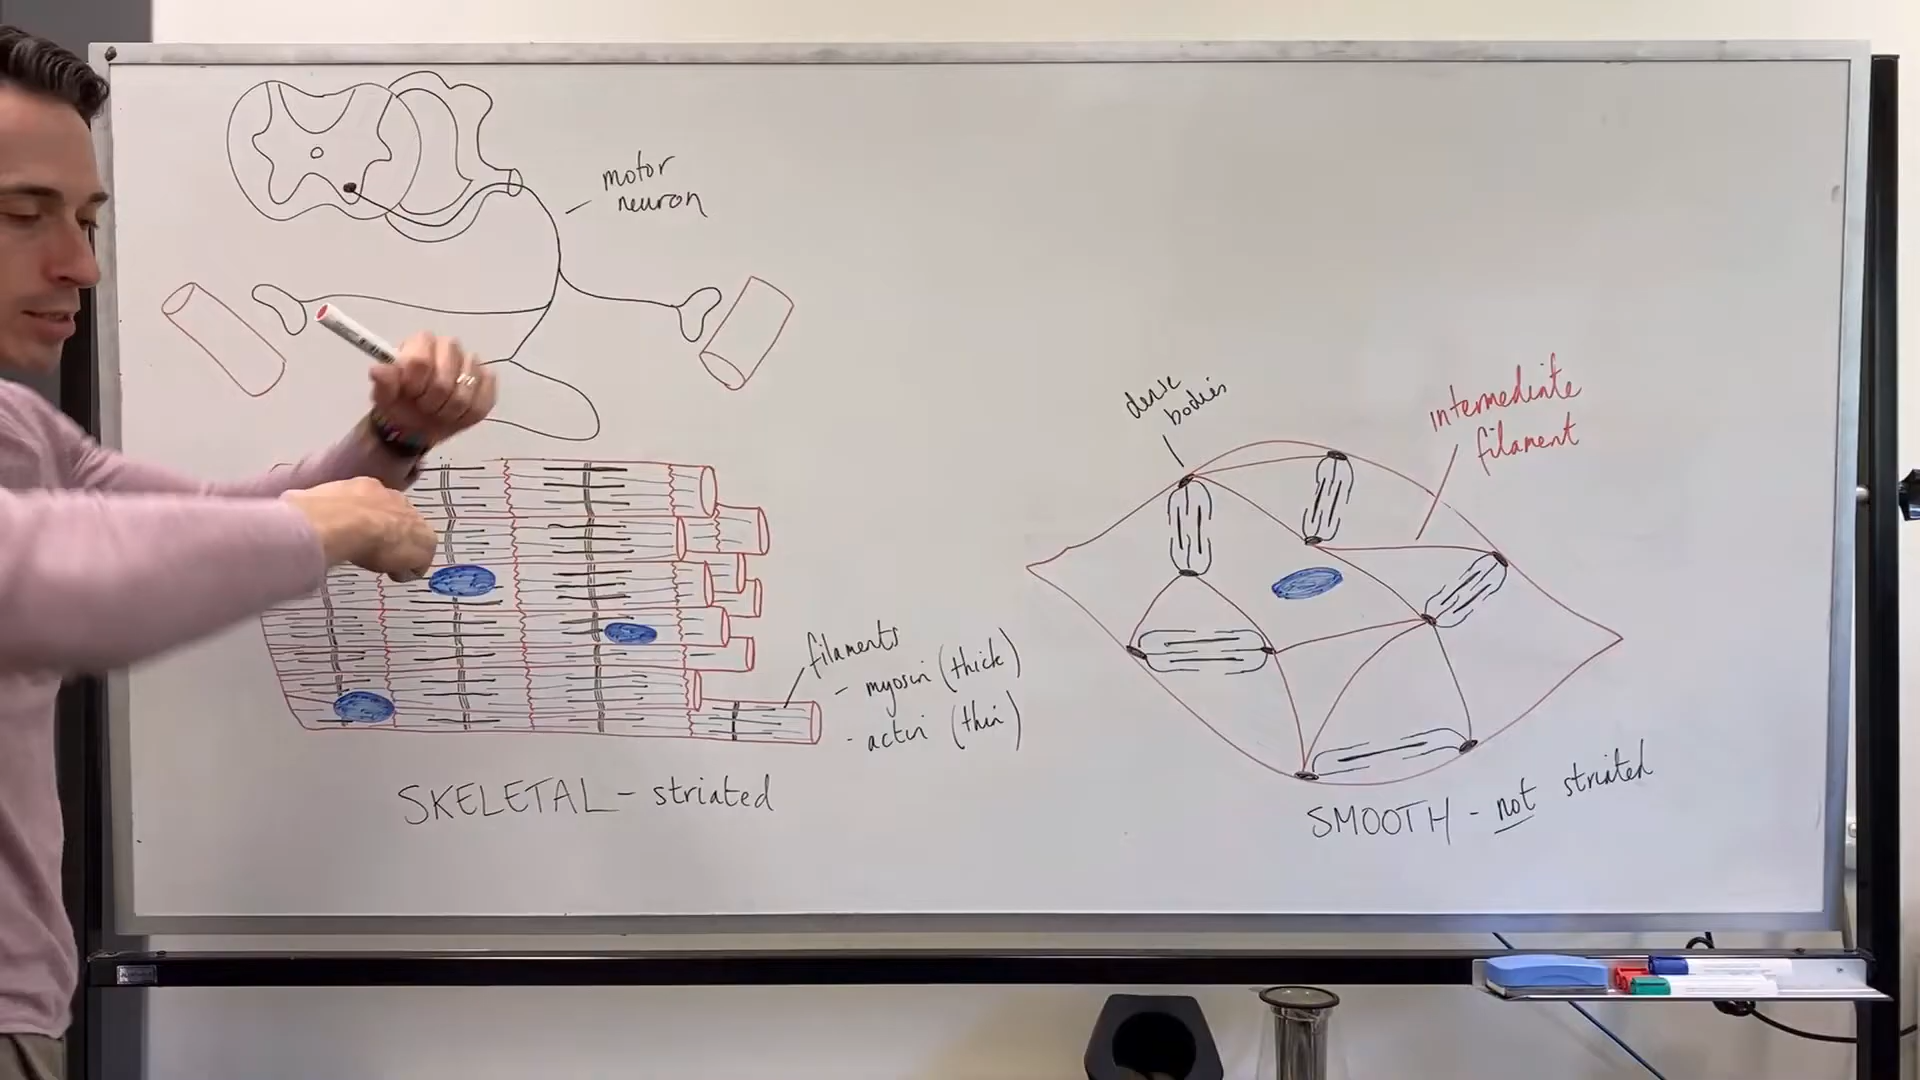 motor
neuron
dense
bodies
intermediate
filament
filaments
- myosin (thick)
- actin (thin)
SKELETAL - striated
SMOOTH - not striated